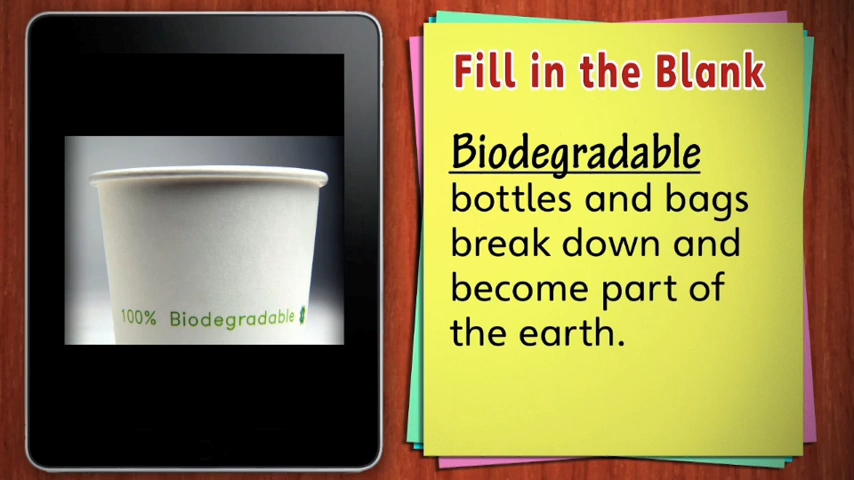 Fill in the Blank
Biodegradable
bottles and bags
break down and
become part of
the earth.
100% Biodegradable